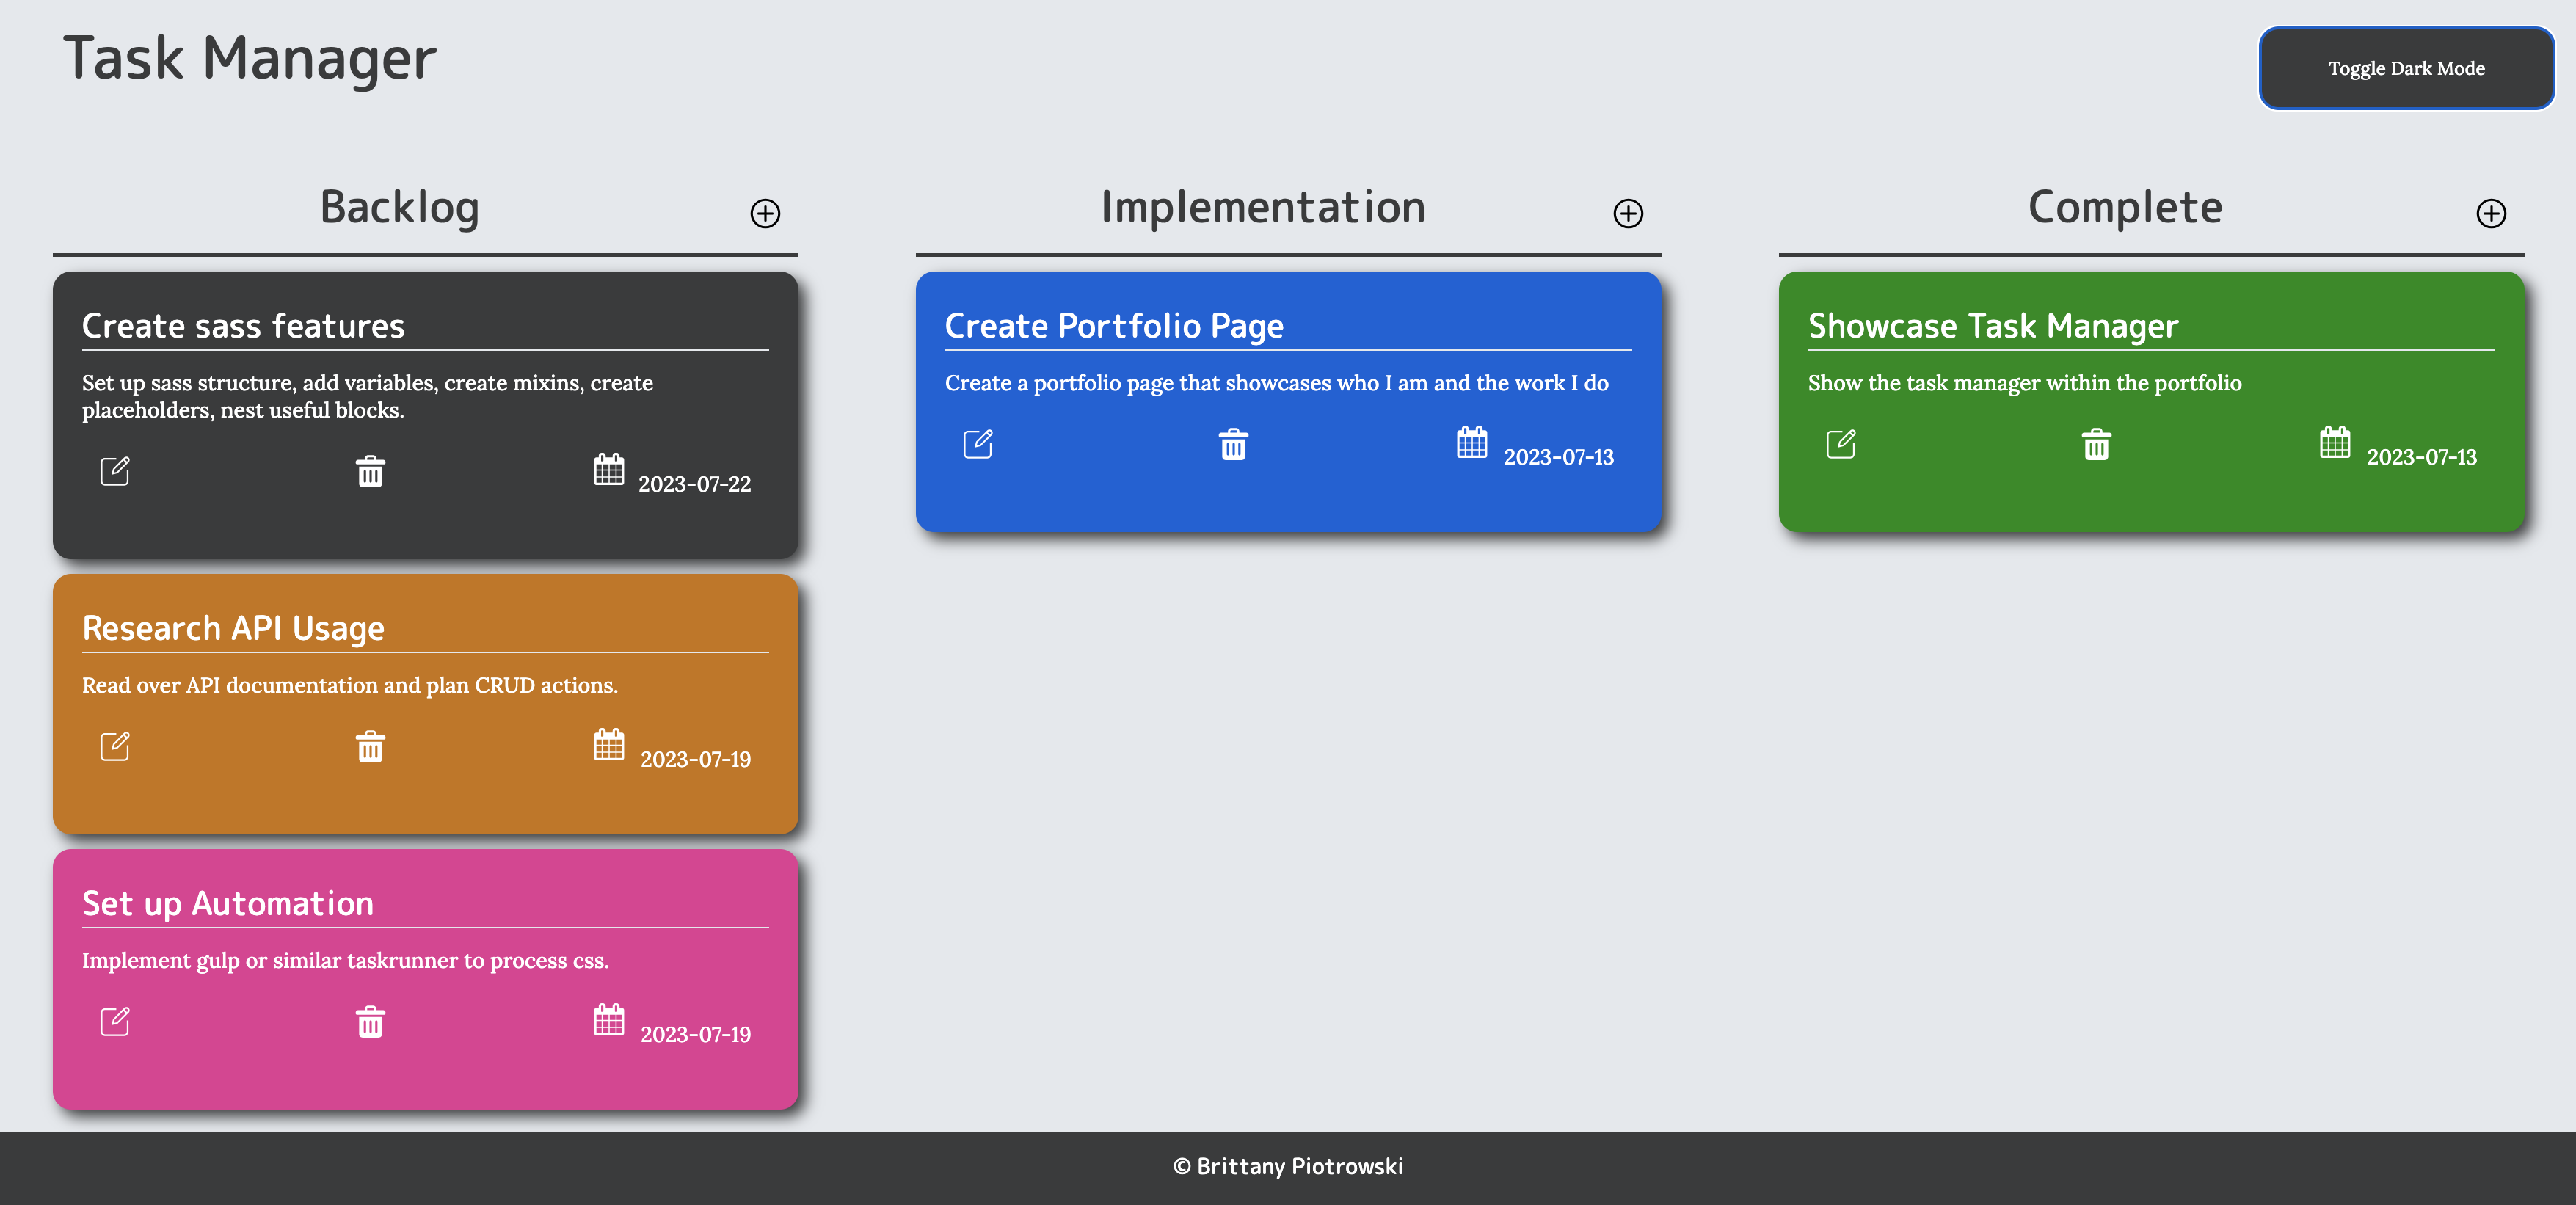 Task Manager
Toggle Dark Mode
Backlog
Create sass features
Set up sass structure, add variables, create mixins, create
placeholders, nest useful blocks.
2023-07-22
Research API Usage
Read over API documentation and plan CRUD actions.
2023-07-19
Set up Automation
Implement gulp or similar taskrunner to process css.
2023-07-19
Implementation
Create Portfolio Page
Create a portfolio page that showcases who I am and the work I do
2023-07-13
Complete
Showcase Task Manager
Show the task manager within the portfolio
2023-07-13
© Brittany Piotrowski